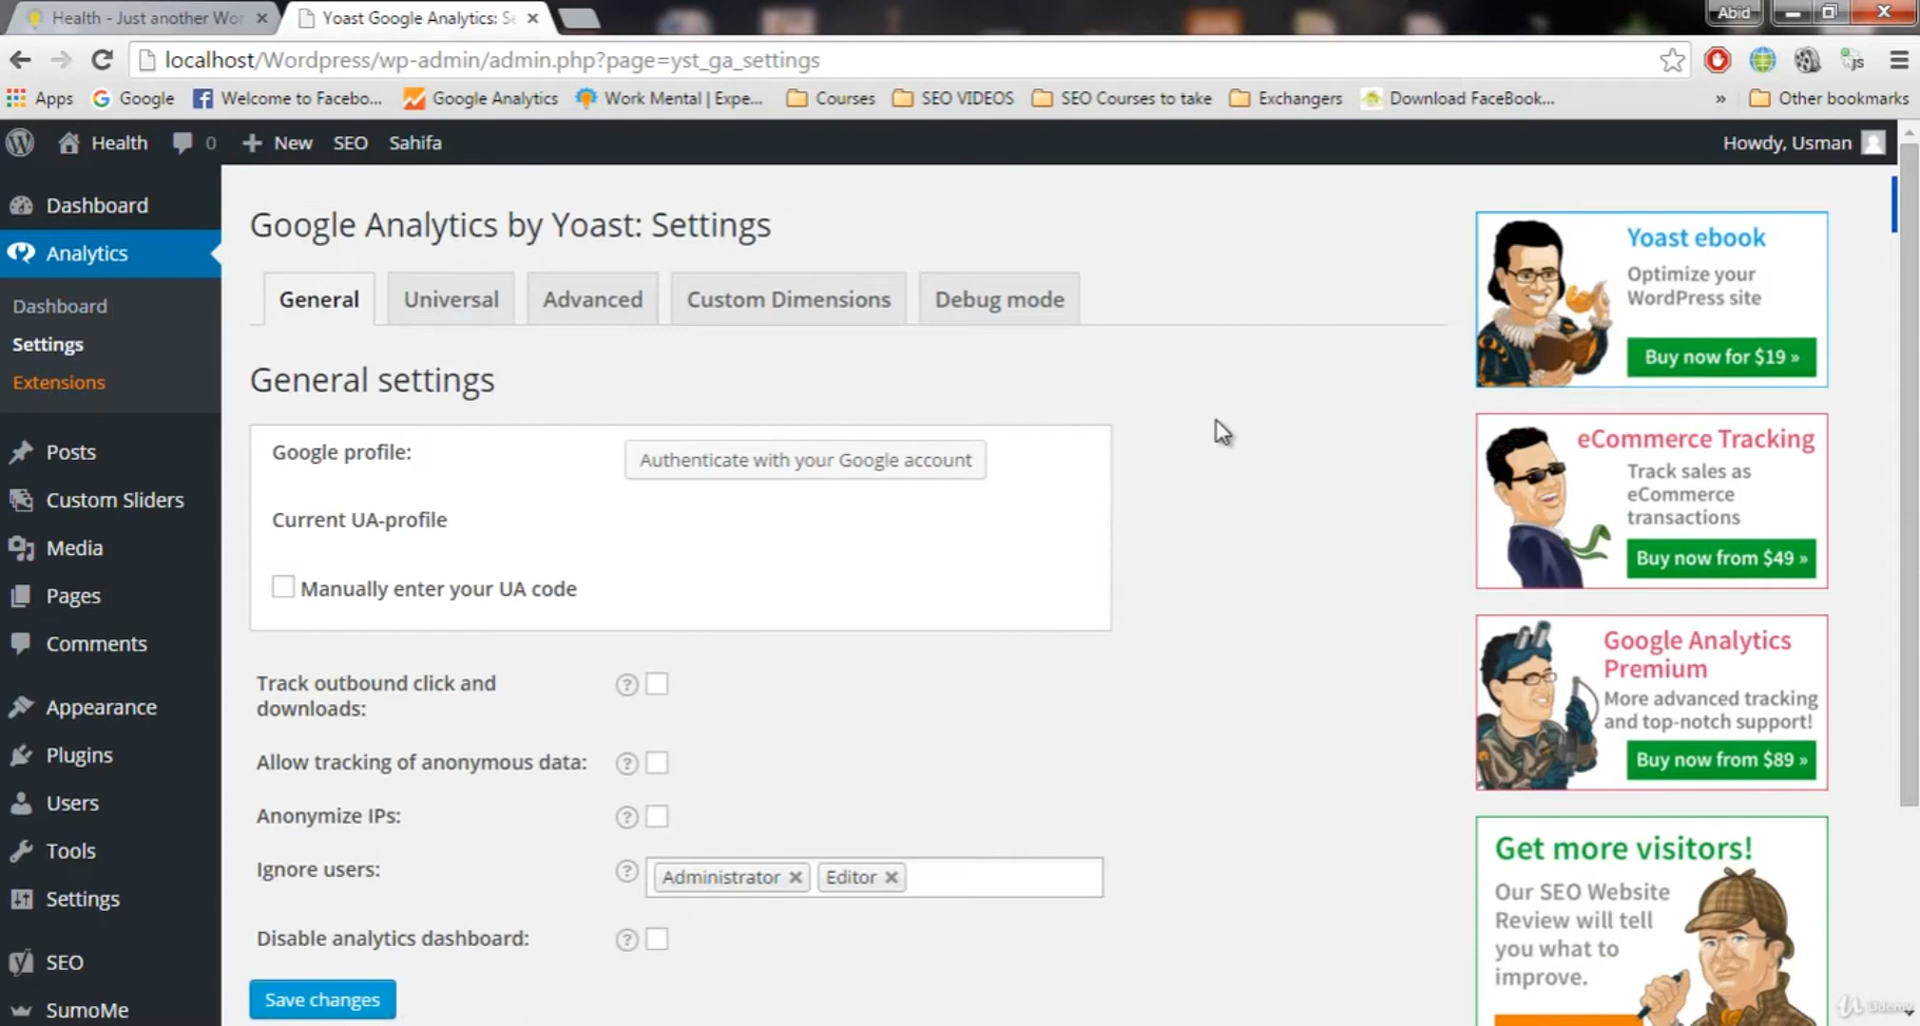 Health - Just another Wor
Yoast Google Analytics: Se
Abid
localhost/Wordpress/wp-admin/admin.php?page=yst_ga_settings
js
Apps
Google
Welcome to Facebo...
Google Analytics
Work Mental | Expe...
Courses
SEO VIDEOS
SEO Courses to take
Exchangers
Download FaceBook...
»
Other bookmarks
Health
0
New
SEO
Sahifa
Howdy, Usman
Dashboard
Analytics
Dashboard
Settings
Extensions
Posts
Custom Sliders
Media
Pages
Comments
Appearance
Plugins
Users
Tools
Settings
SEO
SumoMe
Google Analytics by Yoast: Settings
General
Universal
Advanced
Custom Dimensions
Debug mode
General settings
Google profile:
Authenticate with your Google account
Current UA-profile
Manually enter your UA code
Track outbound click and
downloads:
Allow tracking of anonymous data:
Anonymize IPs:
Ignore users:
Administrator
Editor
Disable analytics dashboard:
Save changes
Yoast ebook
Optimize your
WordPress site
Buy now for $19 »
eCommerce Tracking
Track sales as
eCommerce
transactions
Buy now from $49 »
Google Analytics
Premium
More advanced tracking
and top-notch support!
Buy now from $89 »
Get more visitors!
Our SEO Website
Review will tell
you what to
improve.
Udemy